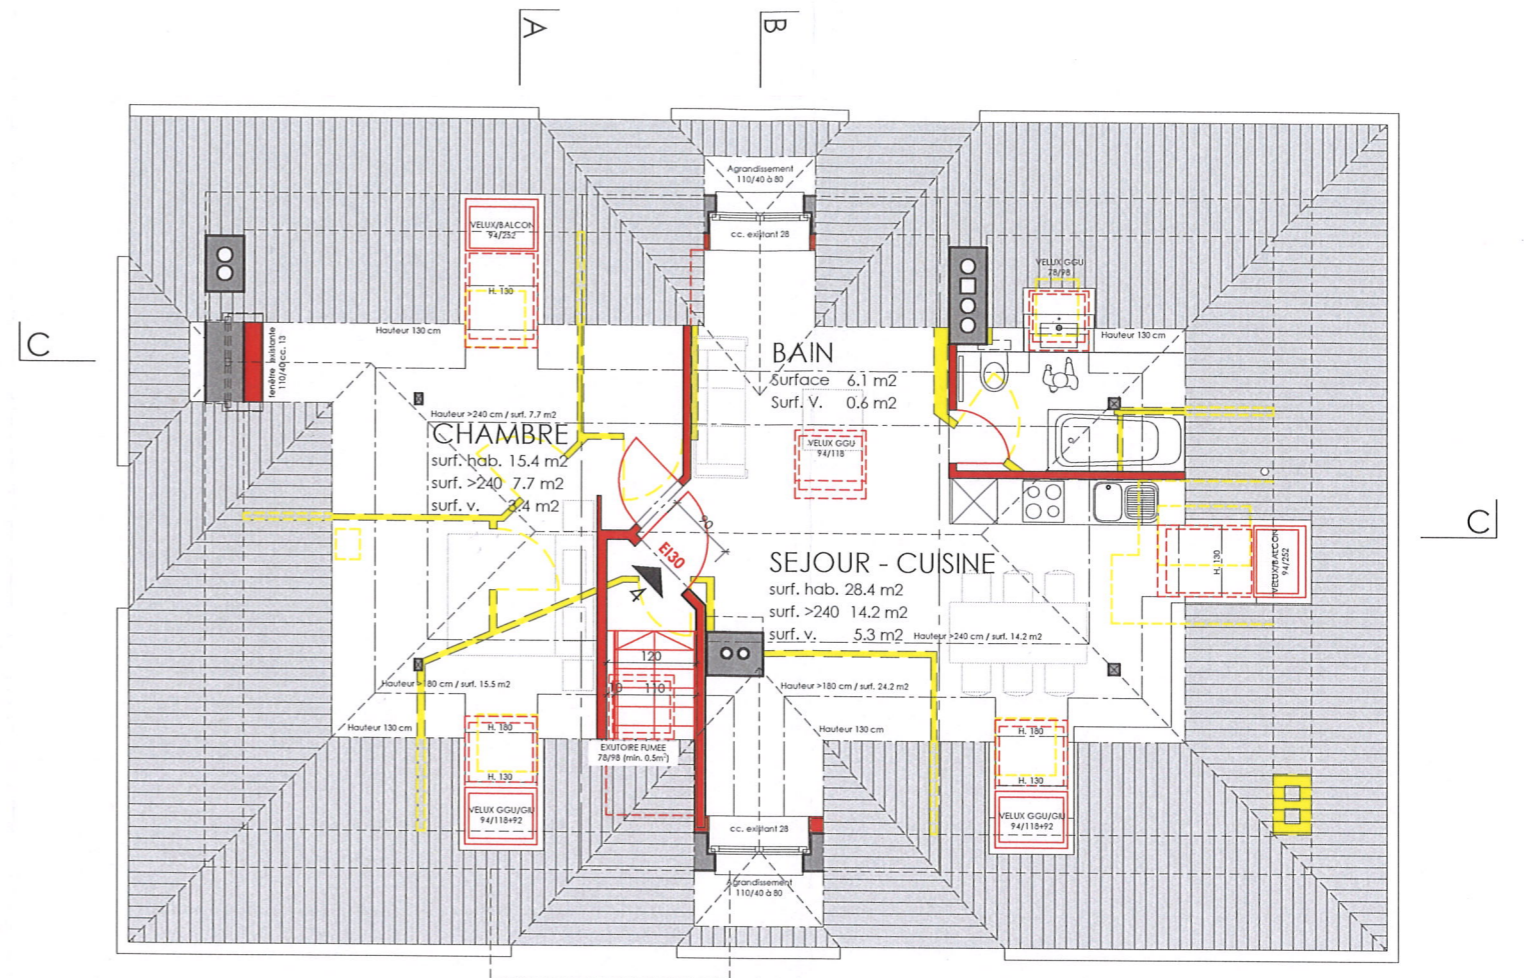 A
B
Agrandissement
110/40 à 80
cc. existant 28
VELUX/BALCON
94/252
H. 130
VELUX GGU
78/98
C
Hauteur 130 cm
fenêtre existante
110/40 cc. 13
Hauteur 130 cm
BAIN
Surface 6.1 m2
Surf. V. 0.6 m2
Hauteur >240 cm / surf. 7.7 m2
CHAMBRE
surf. hab. 15.4 m2
surf. >240 7.7 m2
surf. v. 3.4 m2
VELUX GGU
94/118
90
EI30
4
C
SEJOUR - CUISINE
surf. hab. 28.4 m2
surf. >240 14.2 m2
surf. v. 5.3 m2
Hauteur >240 cm / surf. 14.2 m2
H. 130
VELUX/BALCON
94/252
120
10 110
Hauteur >180 cm / surf. 15.5 m2
Hauteur >180 cm / surf. 24.2 m2
Hauteur 130 cm
H. 180
H. 130
EXUTOIRE FUMEE
78/98 (min. 0.5m²)
Hauteur 130 cm
H. 180
H. 130
VELUX GGU/GIU
94/118+92
cc. existant 28
VELUX GGU/GIU
94/118+92
Agrandissement
110/40 à 80